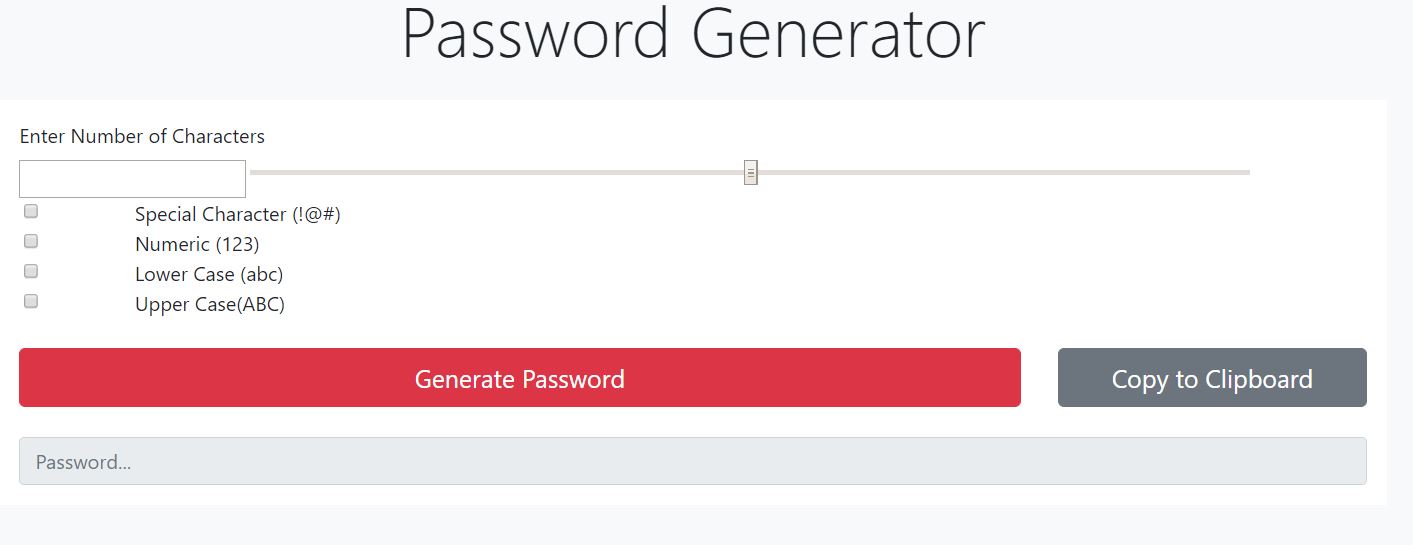 Password Generator
Enter Number of Characters
Special Character (!@#)
Numeric (123)
Lower Case (abc)
Upper Case(ABC)
Generate Password
Copy to Clipboard
Password...